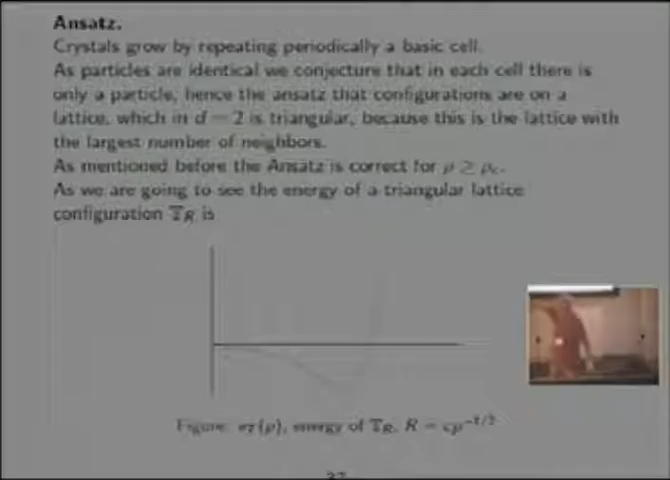 Ansatz.
Crystals grow by repeating periodically a basic cell.
As particles are identical we conjecture that in each cell there is
only a particle, hence the ansatz that configurations are on a
lattice, which in d = 2 is triangular, because this is the lattice with
the largest number of neighbors.
As mentioned before the Ansatz is correct for ρ ≥ ρc.
As we are going to see the energy of a triangular lattice
configuration 𝕋R is
Figure: eT(ρ), energy of 𝕋R, R = cρ^-1/2